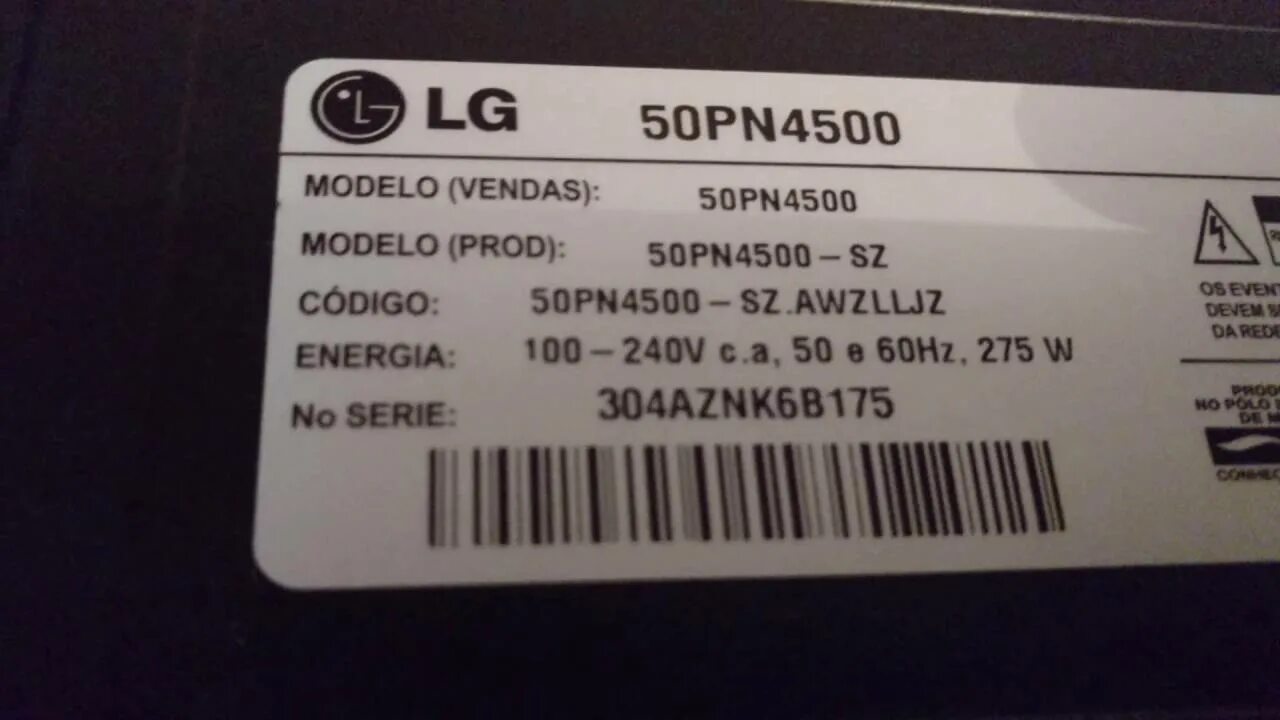 LG 50PN4500
MODELO (VENDAS): 50PN4500
MODELO (PROD): 50PN4500-SZ
CÓDIGO: 50PN4500-SZ.AWZLLJZ
ENERGIA: 100-240V c.a, 50 e 60Hz, 275 W
No SERIE: 304AZNK6B175
OS EVENT
DEVEM S
DA REDE
PROD
NO PÓLO
DE M
CONHEC